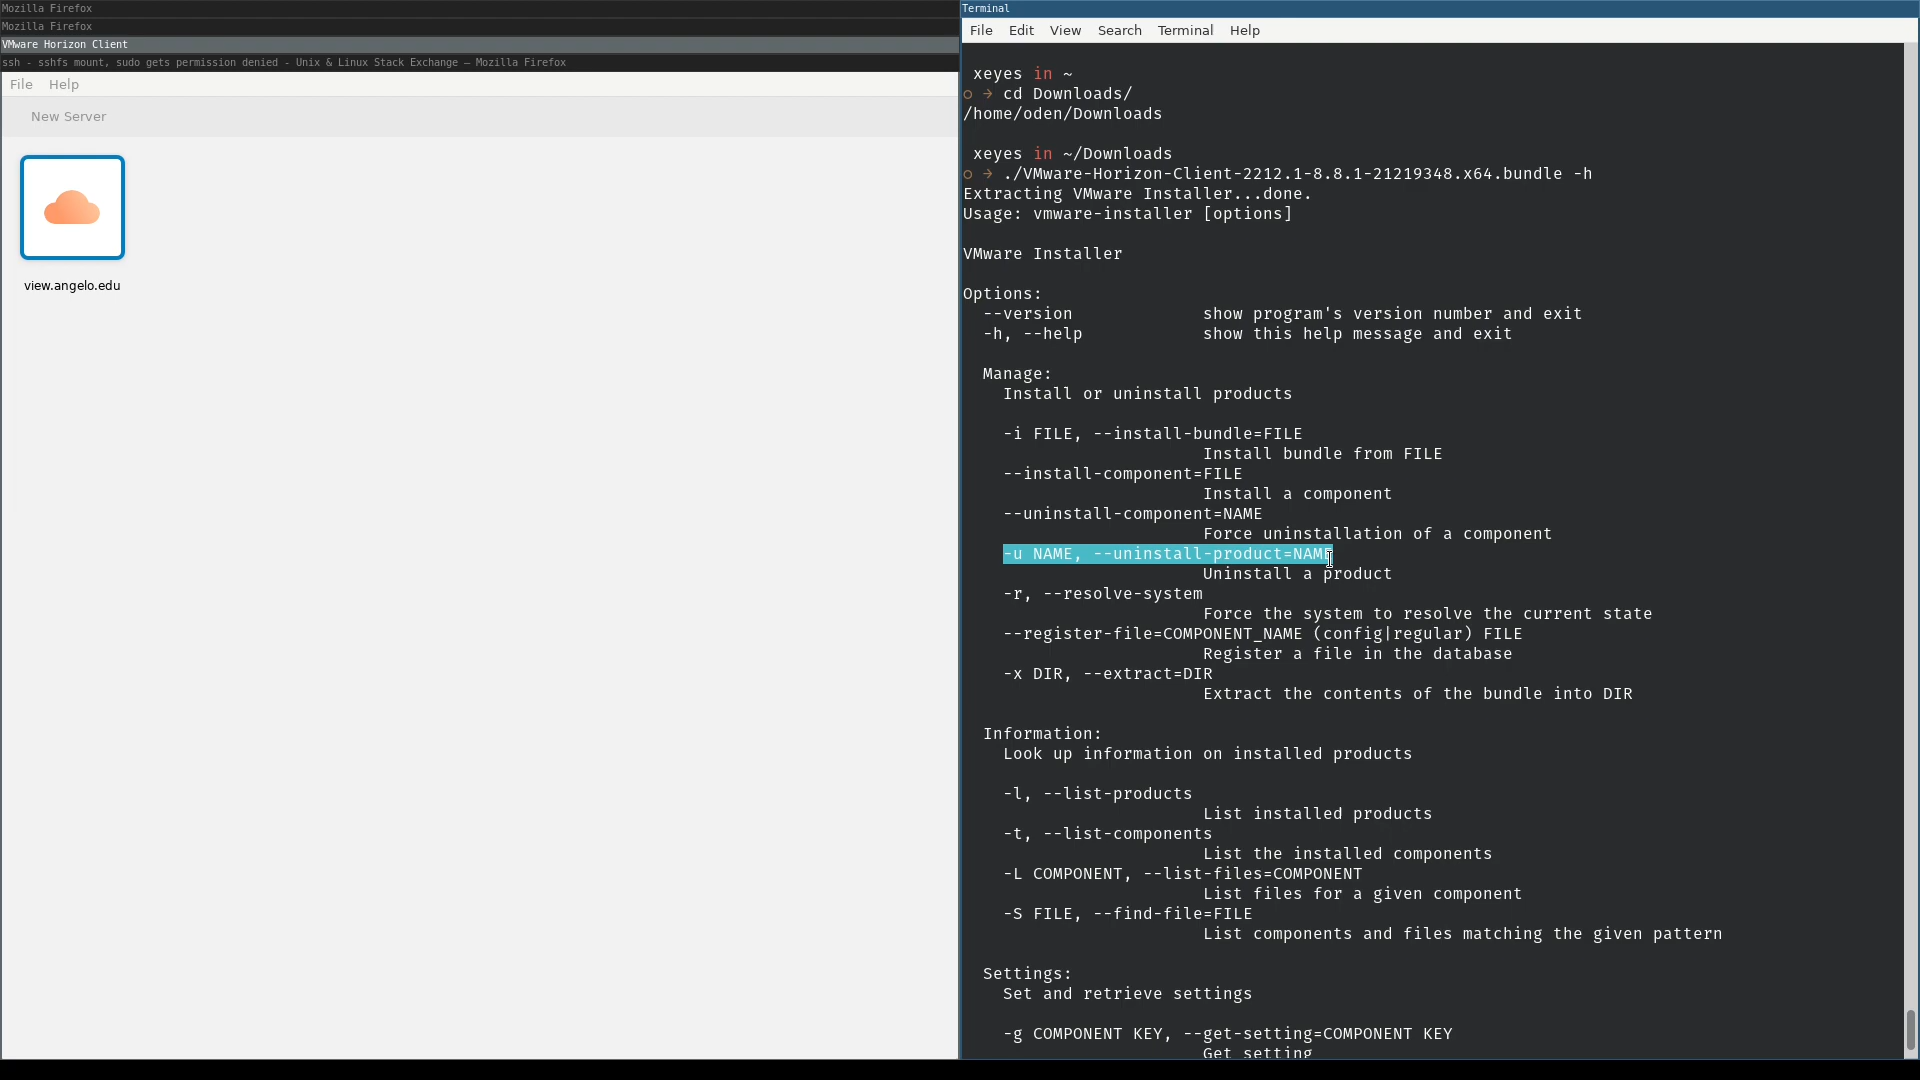 Mozilla Firefox
Mozilla Firefox
VMware Horizon Client
ssh - sshfs mount, sudo gets permission denied - Unix & Linux Stack Exchange — Mozilla Firefox
File Help
New Server
view.angelo.edu
Terminal
File Edit View Search Terminal Help
xeyes in ~
○ → cd Downloads/
/home/oden/Downloads
xeyes in ~/Downloads
○ → ./VMware-Horizon-Client-2212.1-8.8.1-21219348.x64.bundle -h
Extracting VMware Installer...done.
Usage: vmware-installer [options]
VMware Installer
Options:
--version show program's version number and exit
-h, --help show this help message and exit
Manage:
Install or uninstall products
-i FILE, --install-bundle=FILE
Install bundle from FILE
--install-component=FILE
Install a component
--uninstall-component=NAME
Force uninstallation of a component
-u NAME, --uninstall-product=NAME
Uninstall a product
-r, --resolve-system
Force the system to resolve the current state
--register-file=COMPONENT_NAME (config|regular) FILE
Register a file in the database
-x DIR, --extract=DIR
Extract the contents of the bundle into DIR
Information:
Look up information on installed products
-l, --list-products
List installed products
-t, --list-components
List the installed components
-L COMPONENT, --list-files=COMPONENT
List files for a given component
-S FILE, --find-file=FILE
List components and files matching the given pattern
Settings:
Set and retrieve settings
-g COMPONENT KEY, --get-setting=COMPONENT KEY
Get setting